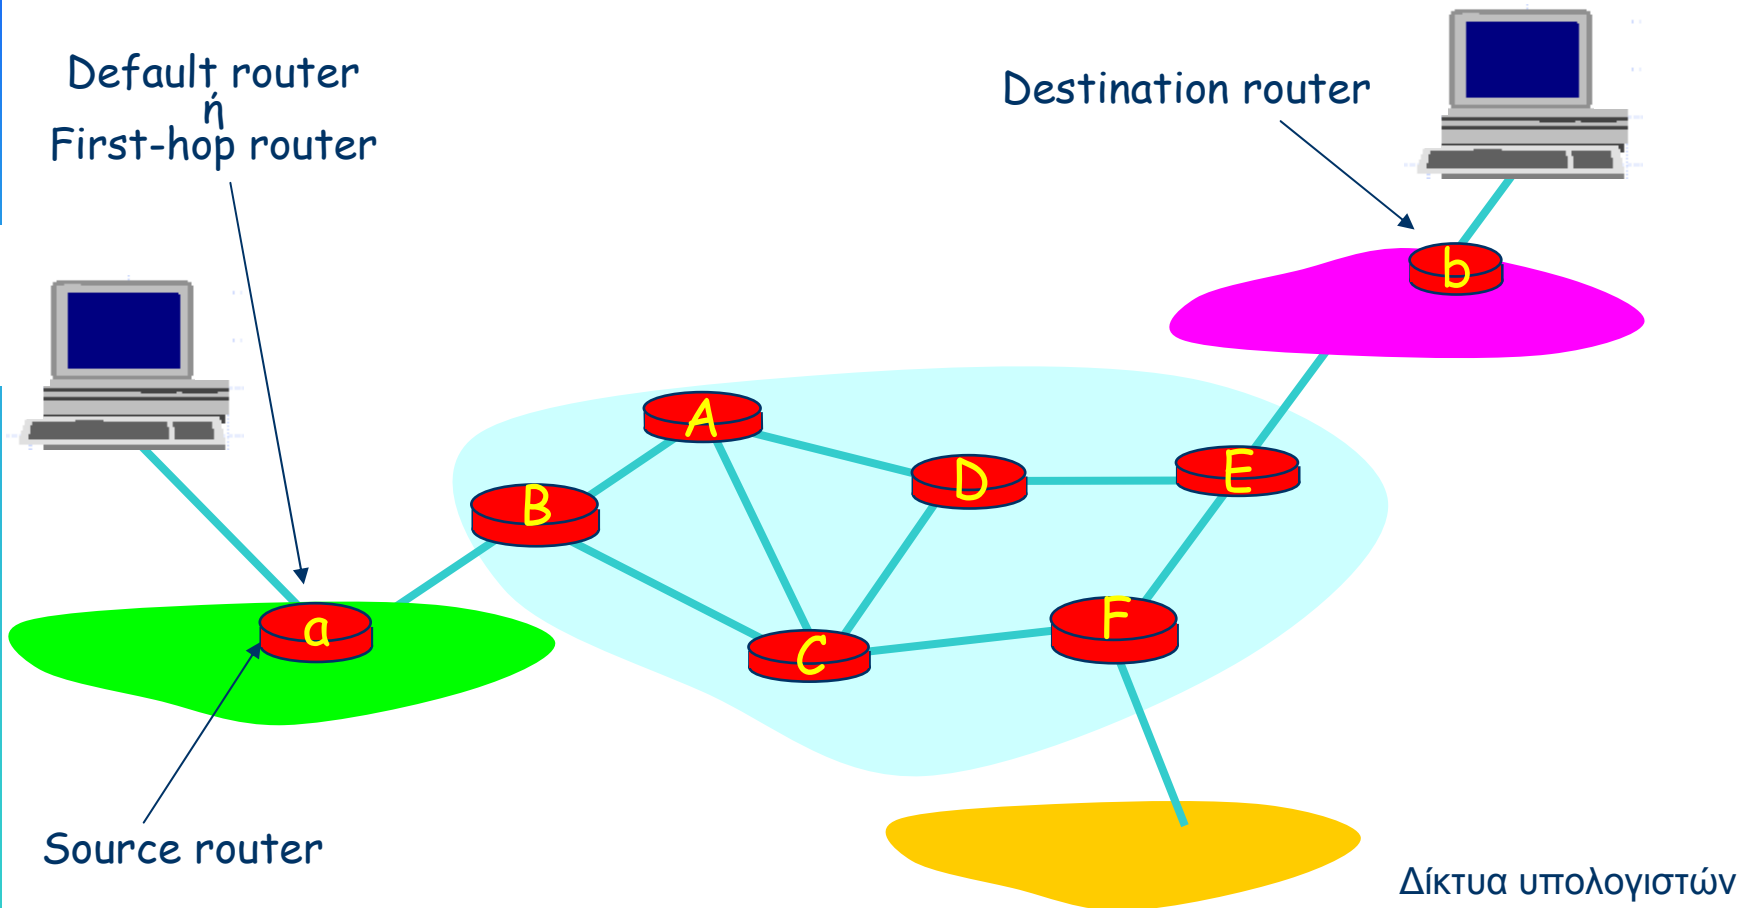 Default router
ή
First-hop router
Destination router
b
A
D
E
B
a
C
F
Source router
Δίκτυα υπολογιστών